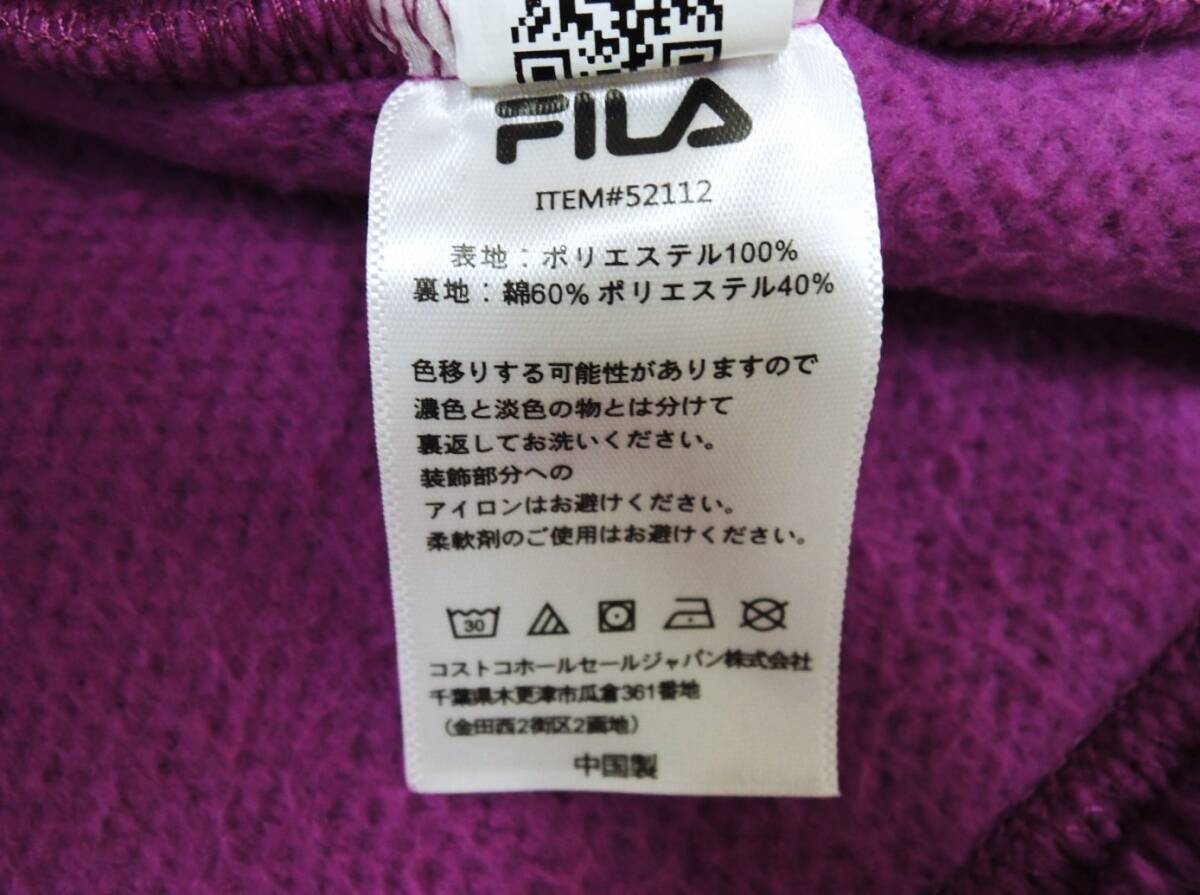 FILA
ITEM#52112
表地：ポリエステル100%
裏地：綿60% ポリエステル40%
色移りする可能性がありますので
濃色と淡色の物とは分けて
裏返してお洗いください。
装飾部分への
アイロンはお避けください。
柔軟剤のご使用はお避けください。
30
コストコホールセールジャパン株式会社
千葉県木更津市瓜倉361番地
（金田西2街区2画地）
中国製